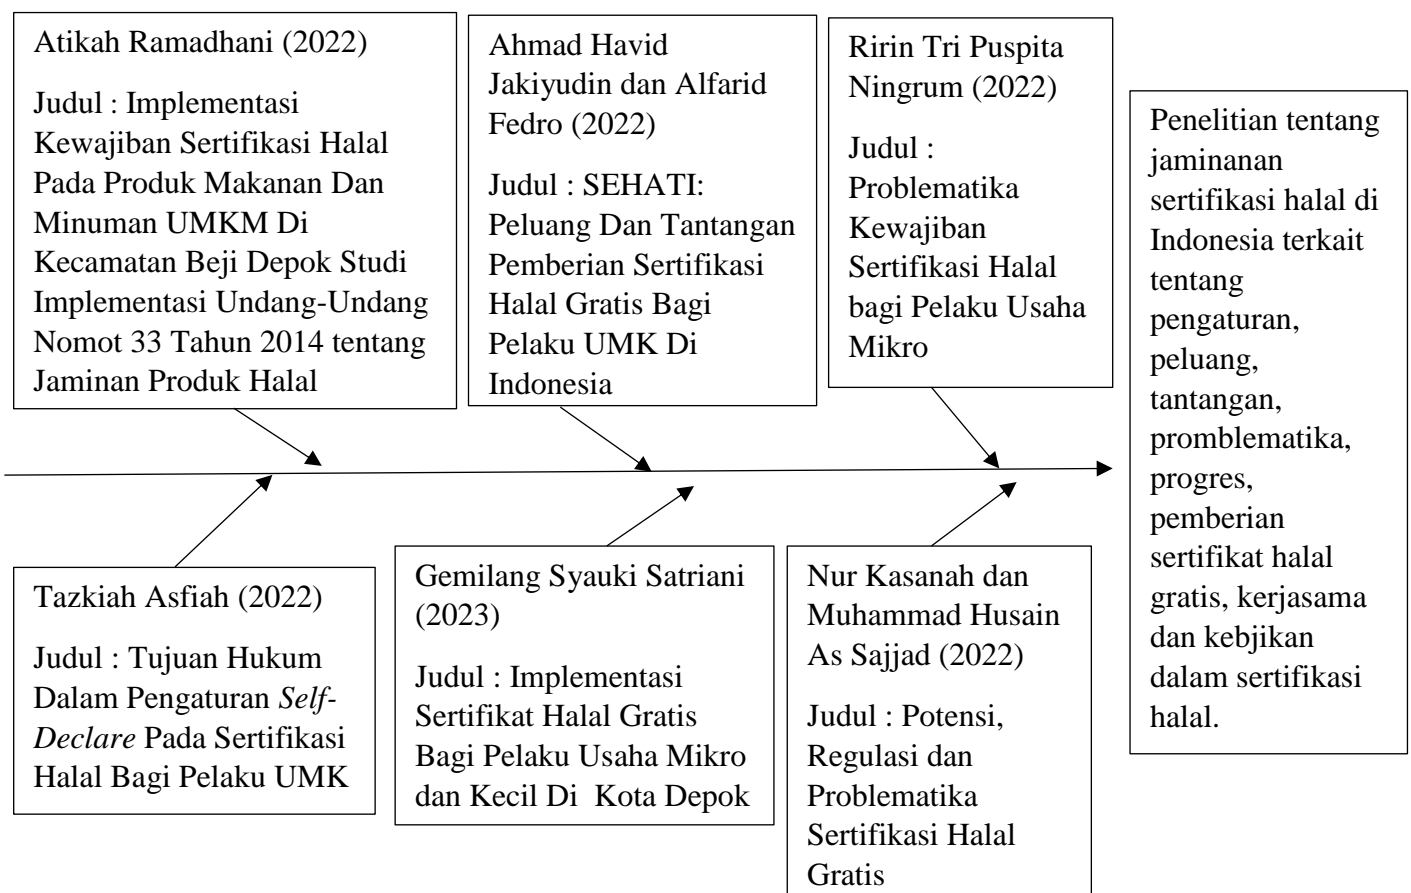 Atikah Ramadhani (2022)
Judul : Implementasi
Kewajiban Sertifikasi Halal
Pada Produk Makanan Dan
Minuman UMKM Di
Kecamatan Beji Depok Studi
Implementasi Undang-Undang
Nomot 33 Tahun 2014 tentang
Jaminan Produk Halal
Ahmad Havid
Jakiyudin dan Alfarid
Fedro (2022)
Judul : SEHATI:
Peluang Dan Tantangan
Pemberian Sertifikasi
Halal Gratis Bagi
Pelaku UMK Di
Indonesia
Ririn Tri Puspita
Ningrum (2022)
Judul :
Problematika
Kewajiban
Sertifikasi Halal
bagi Pelaku Usaha
Mikro
Penelitian tentang
jaminanan
sertifikasi halal di
Indonesia terkait
tentang
pengaturan,
peluang,
tantangan,
promblematika,
progres,
pemberian
sertifikat halal
gratis, kerjasama
dan kebjikan
dalam sertifikasi
halal.
Tazkiah Asfiah (2022)
Judul : Tujuan Hukum
Dalam Pengaturan Self-
Declare Pada Sertifikasi
Halal Bagi Pelaku UMK
Gemilang Syauki Satriani
(2023)
Judul : Implementasi
Sertifikat Halal Gratis
Bagi Pelaku Usaha Mikro
dan Kecil Di Kota Depok
Nur Kasanah dan
Muhammad Husain
As Sajjad (2022)
Judul : Potensi,
Regulasi dan
Problematika
Sertifikasi Halal
Gratis